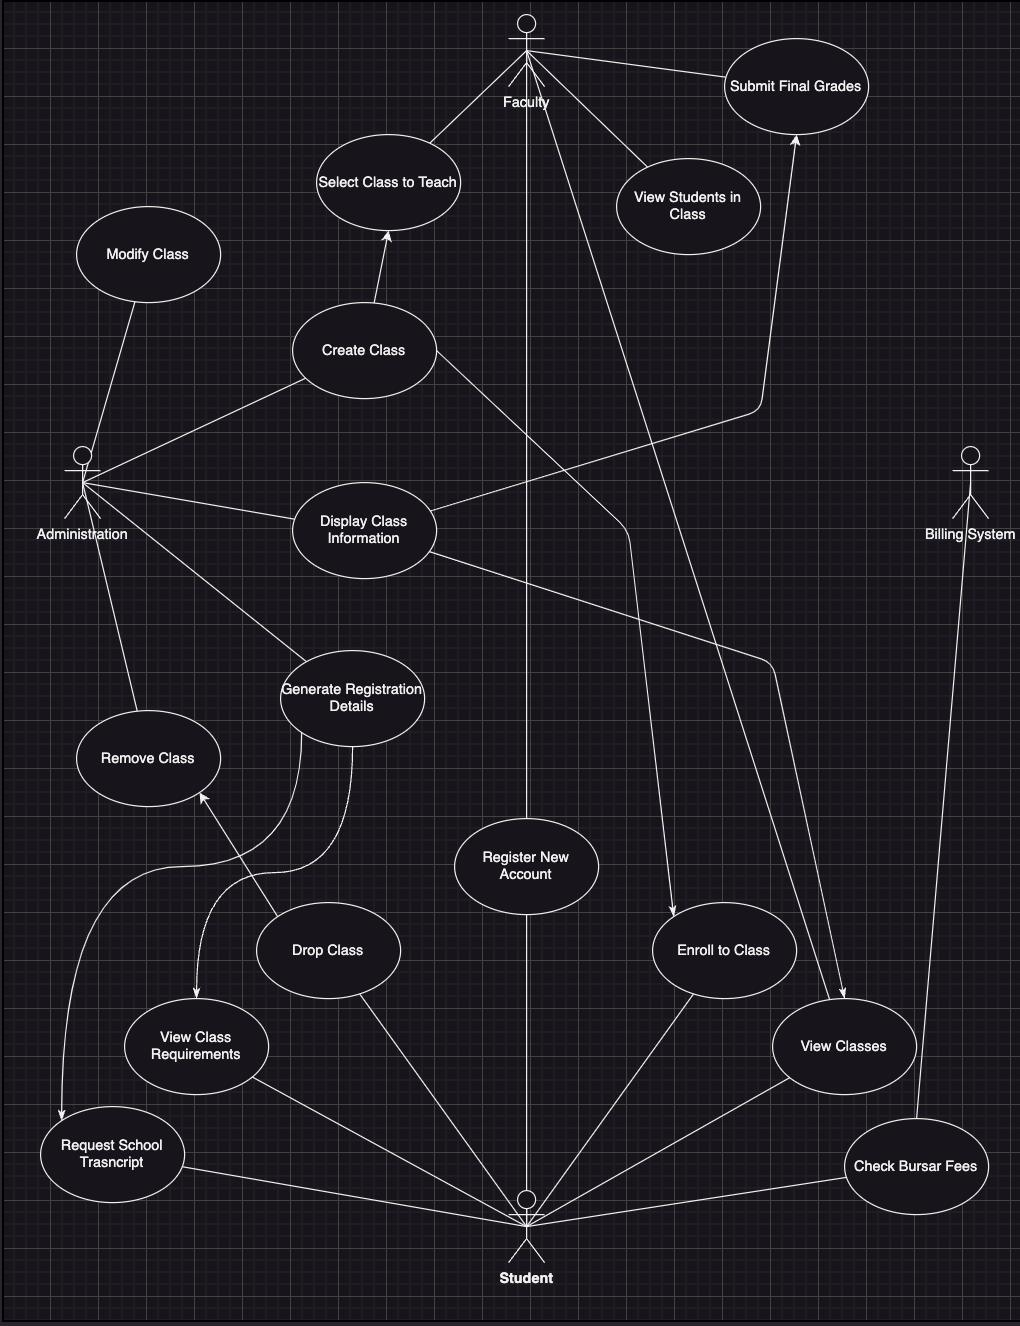 Submit Final Grades
Faculty
Select Class to Teach
View Students in
Class
Modify Class
Create Class
Display Class
Information
Administration
Billing System
Generate Registration
Details
Remove Class
Register New
Account
Drop Class
Enroll to Class
View Class
Requirements
View Classes
Request School
Trasncript
Check Bursar Fees
Student